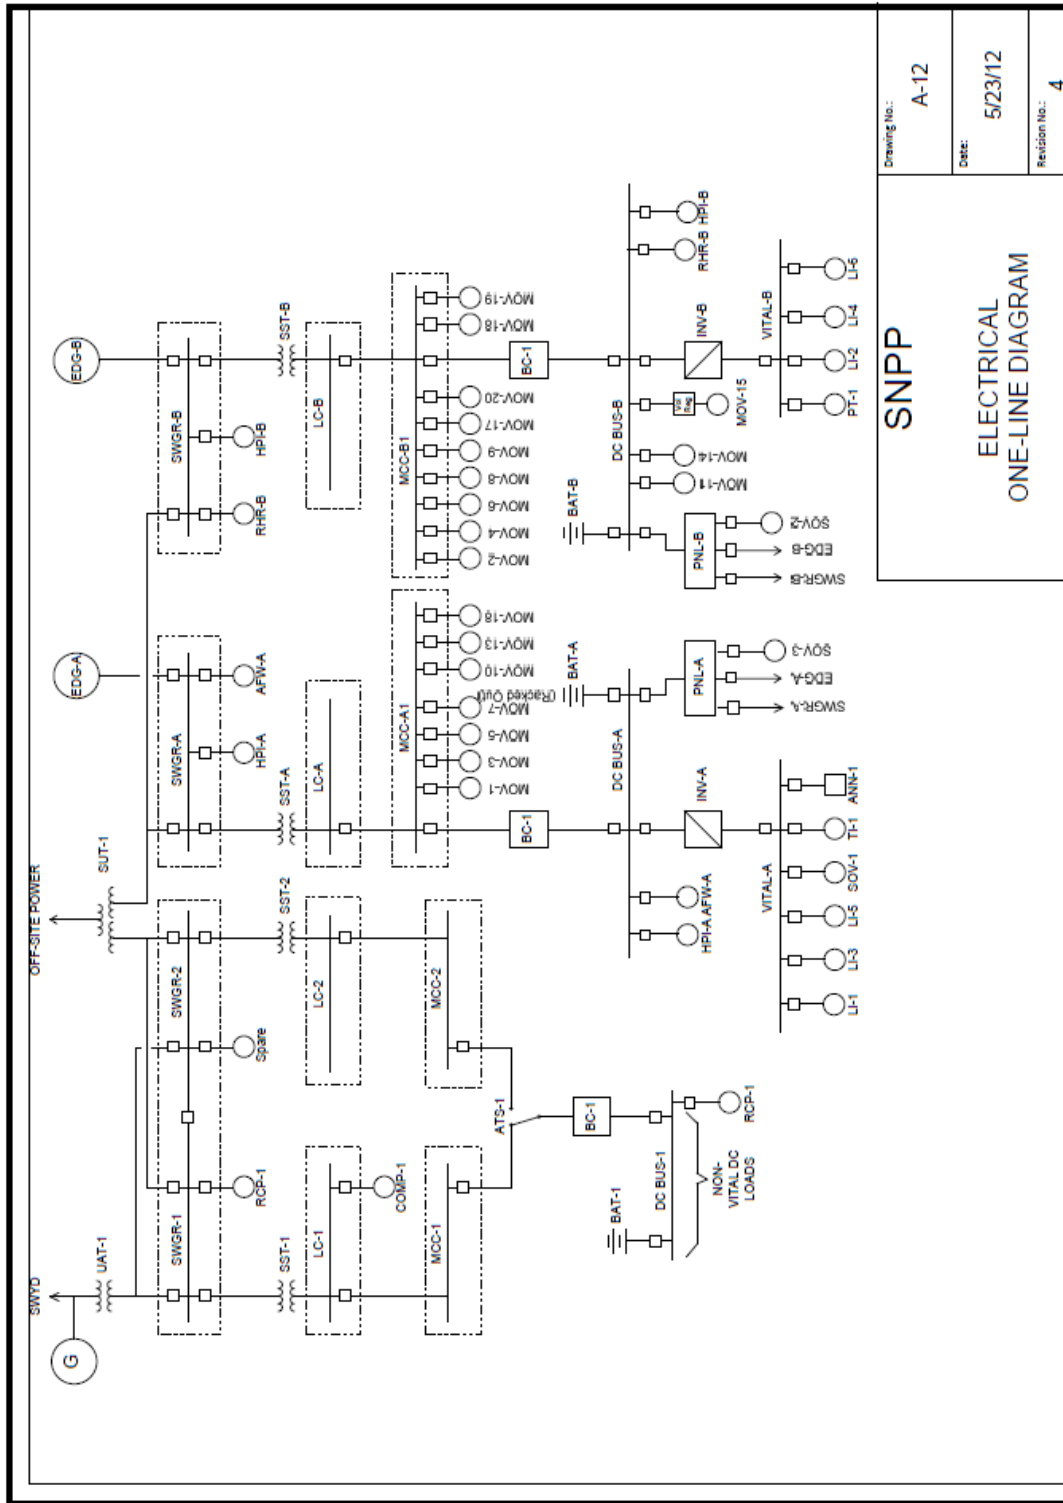 OFF-SITE POWER
SWYD
G
UAT-1
SUT-1
EDG-A
EDG-B
SWGR-1
SWGR-2
SWGR-A
SWGR-B
RCP-1
Spare
HPI-A
AFW-A
RHR-B
HPI-B
SST-1
SST-2
SST-A
SST-B
LC-1
LC-2
LC-A
LC-B
COMP-1
MCC-1
MCC-2
MCC-A1
MCC-B1
MOV-1
MOV-3
MOV-5
MOV-7
(Racked Out)
MOV-10
MOV-13
MOV-16
MOV-2
MOV-4
MOV-6
MOV-8
MOV-9
MOV-17
MOV-20
MOV-18
MOV-19
ATS-1
BC-1
BC-1
BC-1
BAT-1
DC BUS-1
NON-
VITAL DC
LOADS
RCP-1
DC BUS-A
BAT-A
HPI-A AFW-A
INV-A
PNL-A
SWGR-A
EDG-A
SOV-3
VITAL-A
LI-1
LI-3
LI-5
SOV-1
TI-1
ANN-1
BAT-B
DC BUS-B
PNL-B
SWGR-B
EDG-B
SOV-2
MOV-11
MOV-14
Vol
Reg
MOV-15
INV-B
RHR-B
HPI-B
VITAL-B
PT-1
LI-2
LI-4
LI-6
SNPP
ELECTRICAL
ONE-LINE DIAGRAM
Drawing No.:
A-12
Date:
5/23/12
Revision No.:
4